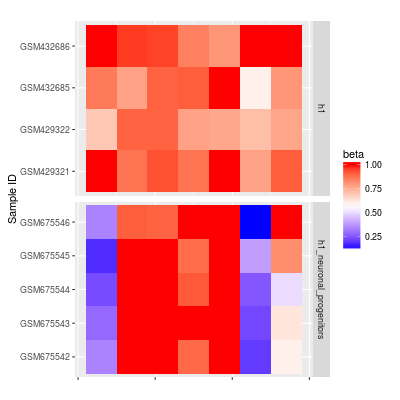 GSM432686
GSM432685
GSM429322
GSM429321
h1
GSM675546
GSM675545
GSM675544
GSM675543
GSM675542
h1_neuronal_progenitors
Sample ID
beta
1.00
0.75
0.50
0.25